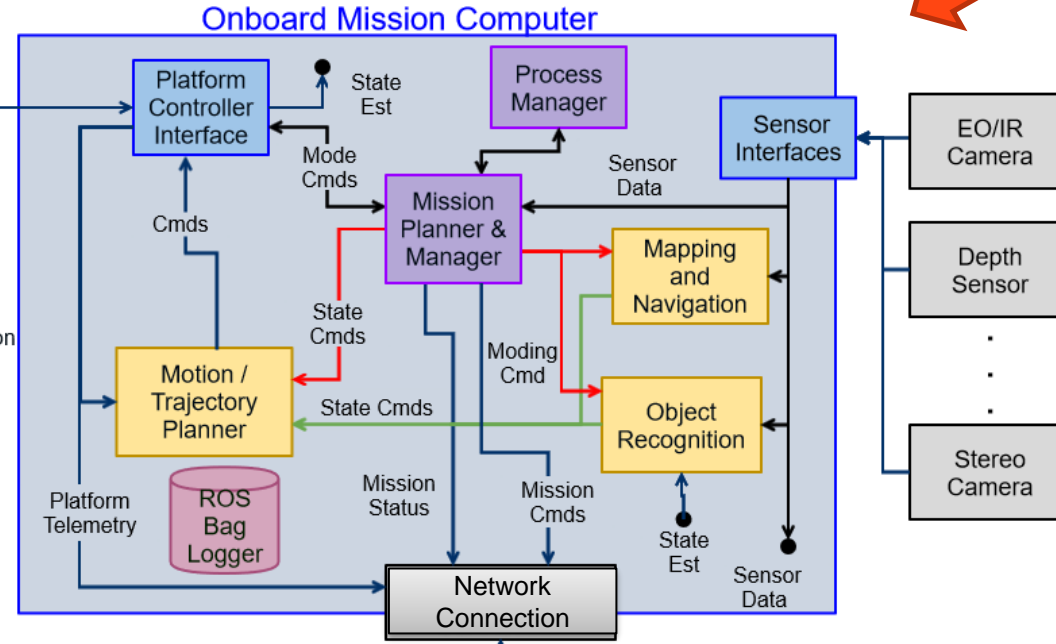 Onboard Mission Computer
Platform
Controller
Interface
State
Est
Process
Manager
Sensor
Interfaces
EO/IR
Camera
Mode
Cmds
Sensor
Data
Mission
Planner &
Manager
Cmds
Mapping
and
Navigation
Depth
Sensor
State
Cmds
on
Moding
Cmd
Motion /
Trajectory
Planner
State Cmds
Object
Recognition
Stereo
Camera
Platform
Telemetry
ROS
Bag
Logger
Mission
Status
Mission
Cmds
State
Est
Sensor
Data
Network
Connection